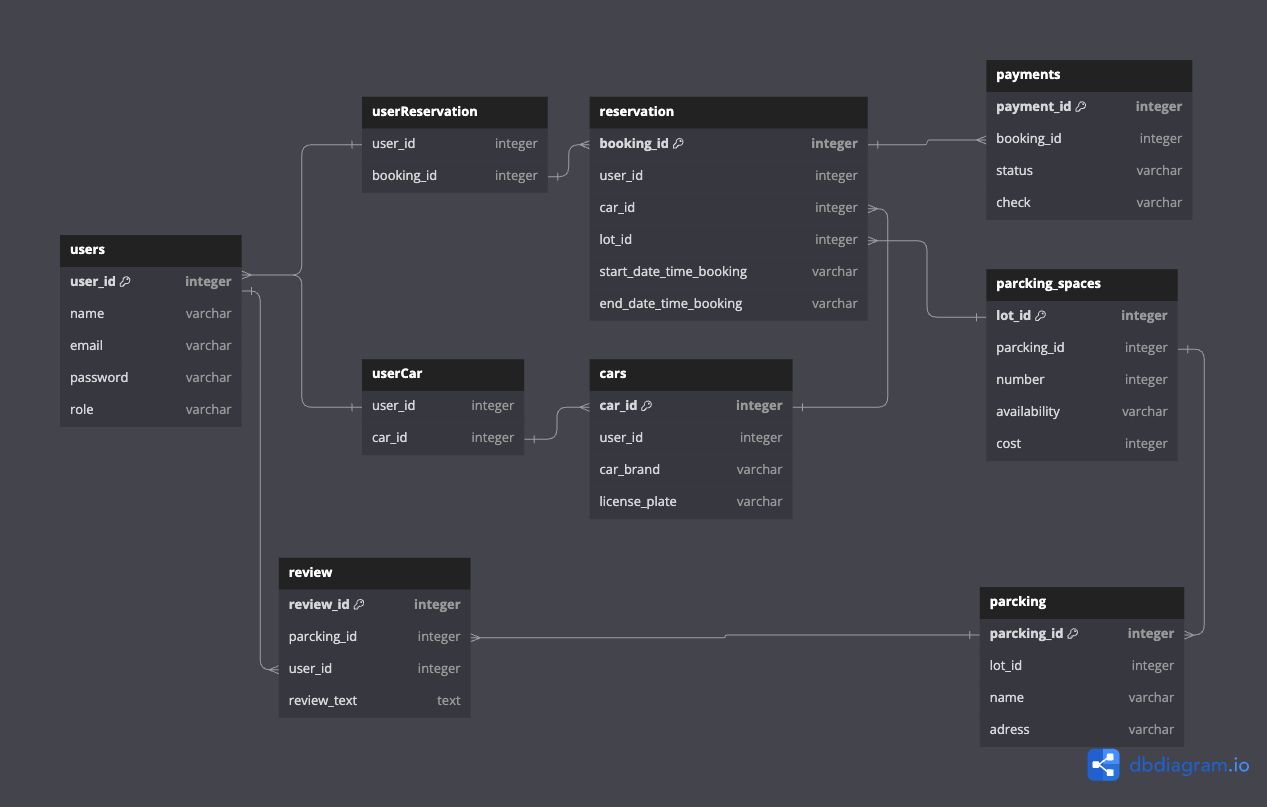 users
user_id integer
name varchar
email varchar
password varchar
role varchar
userReservation
user_id integer
booking_id integer
reservation
booking_id integer
user_id integer
car_id integer
lot_id integer
start_date_time_booking varchar
end_date_time_booking varchar
payments
payment_id integer
booking_id integer
status varchar
check varchar
parcking_spaces
lot_id integer
parcking_id integer
number integer
availability varchar
cost integer
userCar
user_id integer
car_id integer
cars
car_id integer
user_id integer
car_brand varchar
license_plate varchar
review
review_id integer
parcking_id integer
user_id integer
review_text text
parcking
parcking_id integer
lot_id integer
name varchar
adress varchar
dbdiagram.io